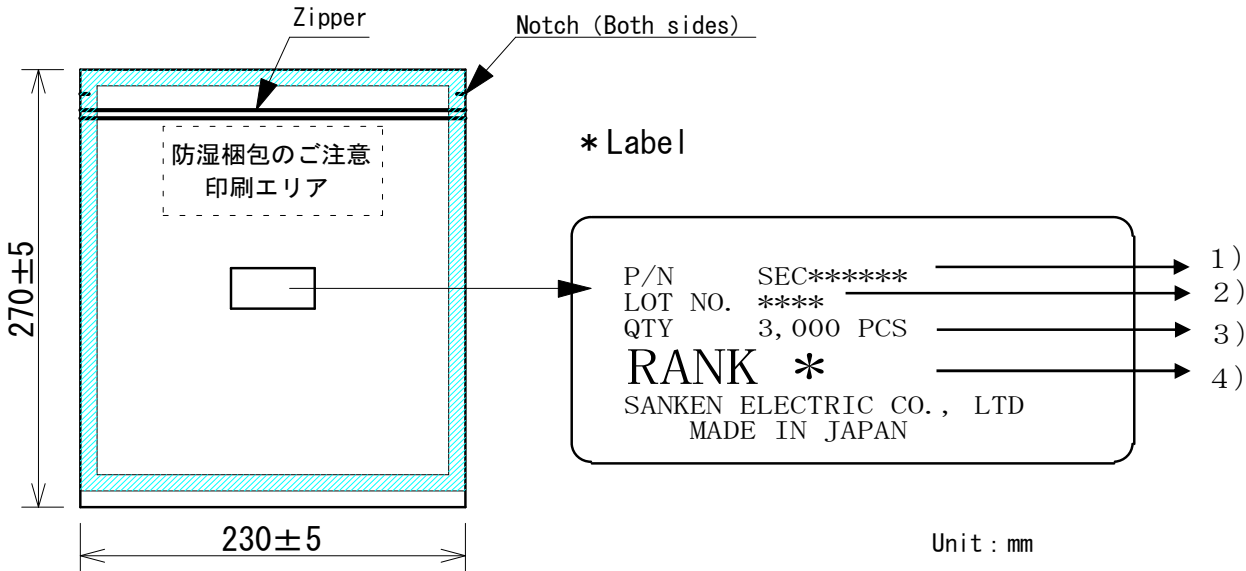 Zipper
Notch (Both sides)
防湿梱包のご注意
印刷エリア
270±5
230±5
* Label
P/N SEC******
LOT NO. ****
QTY 3,000 PCS
RANK *
SANKEN ELECTRIC CO., LTD
MADE IN JAPAN
1)
2)
3)
4)
Unit : mm